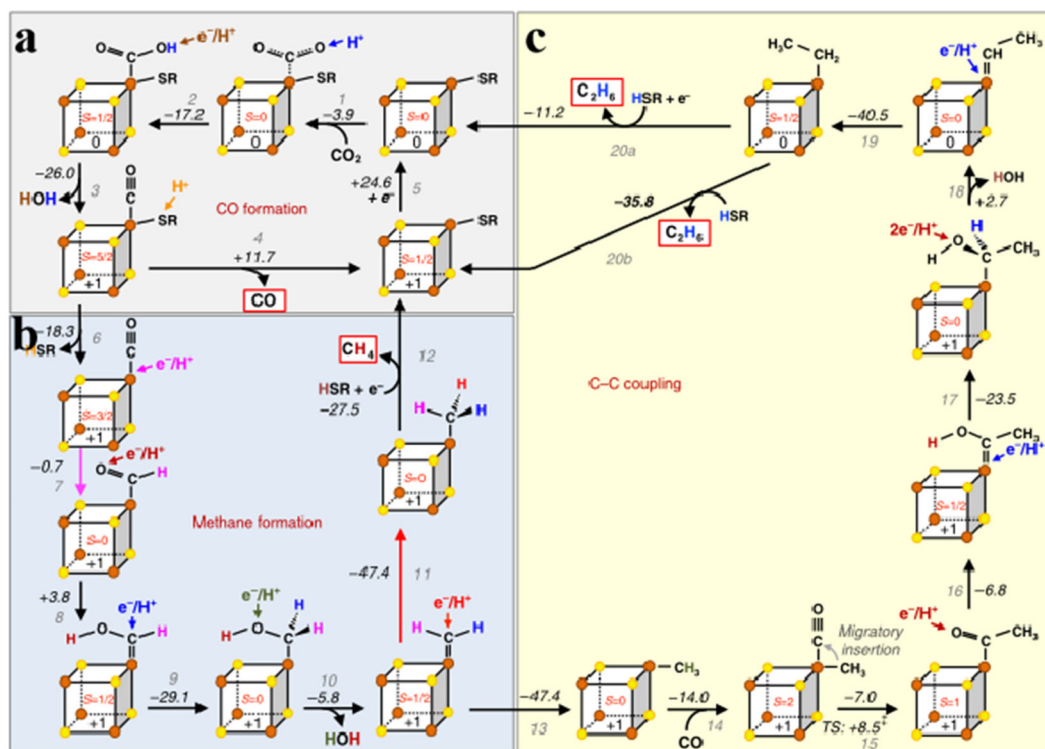 a
O
C
OH
e⁻/H⁺
SR
S=1/2
0
2
-17.2
O
C
O
H⁺
SR
S=0
0
1
-3.9
CO₂
SR
S=0
0
-26.0
HOH
3
O
C
H⁺
SR
S=5/2
+1
CO formation
4
+11.7
CO
+24.6
+ e⁻
5
SR
S=1/2
+1
b
-18.3
HSR
6
O
C
e⁻/H⁺
S=3/2
+1
-0.7
7
e⁻/H⁺
O
C
H
S=0
+1
Methane formation
+3.8
8
e⁻/H⁺
H
O
C
H
S=1/2
+1
9
-29.1
e⁻/H⁺
H
O
C
H
H
S=0
+1
10
-5.8
HOH
e⁻/H⁺
H
C
H
S=1/2
+1
-47.4
11
H
H
C
H
S=0
+1
CH₄
12
HSR + e⁻
-27.5
c
-11.2
C₂H₆
HSR + e⁻
20a
-35.8
C₂H₆
HSR
20b
H₃C
CH₂
S=1/2
0
-40.5
19
e⁻/H⁺
CH₃
CH
S=0
0
18
HOH
+2.7
2e⁻/H⁺
H
O
H
C
CH₃
S=0
+1
C–C coupling
17
-23.5
H
O
C
CH₃
e⁻/H⁺
S=1/2
+1
16
-6.8
e⁻/H⁺
O
C
CH₃
S=1
+1
-47.4
13
CH₃
S=0
+1
-14.0
CO
14
O
C
CH₃
S=2
+1
Migratory
insertion
-7.0
TS: +8.5‡
15